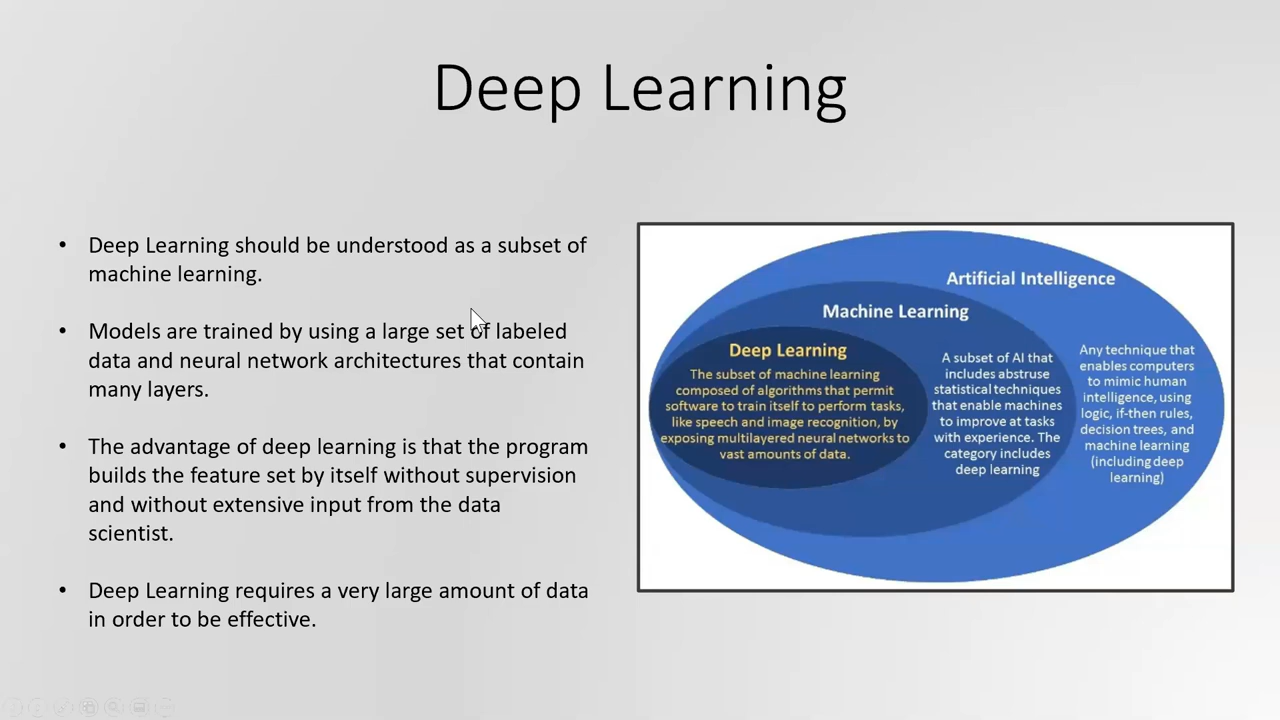 Deep Learning
• Deep Learning should be understood as a subset of
machine learning.
• Models are trained by using a large set of labeled
data and neural network architectures that contain
many layers.
• The advantage of deep learning is that the program
builds the feature set by itself without supervision
and without extensive input from the data
scientist.
• Deep Learning requires a very large amount of data
in order to be effective.
Artificial Intelligence
Machine Learning
Deep Learning
The subset of machine learning
composed of algorithms that permit
software to train itself to perform tasks,
like speech and image recognition, by
exposing multilayered neural networks to
vast amounts of data.
A subset of AI that
includes abstruse
statistical techniques
that enable machines
to improve at tasks
with experience. The
category includes
deep learning
Any technique that
enables computers
to mimic human
intelligence, using
logic, if-then rules,
decision trees, and
machine learning
(including deep
learning)